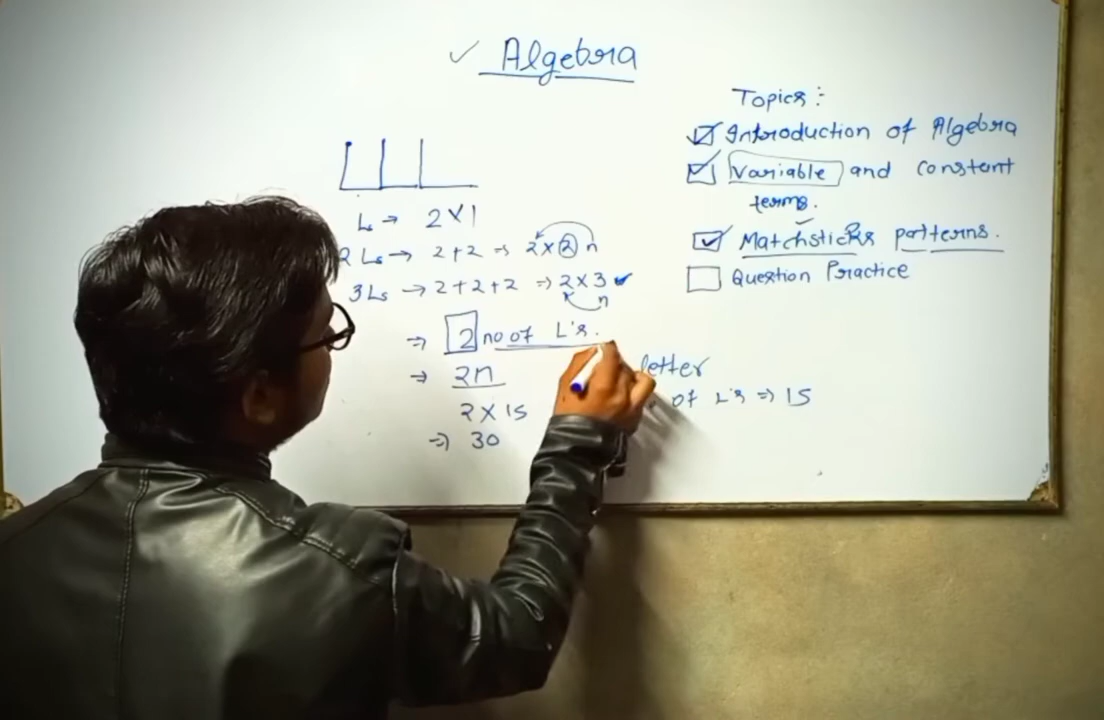 ✓ Algebra
Topics :-
☑ Introduction of Algebra
☑ Variable and constant
terms.
☑ Matchsticks patterns.
☐ Question Practice
Ls → 2 × 1
2 Ls → 2 + 2 ⇒ 2 × 2 n
3 Ls → 2 + 2 + 2 ⇒ 2 × 3 ✓
n
⇒ 2 no of L's.
→ 2n
2 × 15
⇒ 30
letter
of L's ⇒ 15